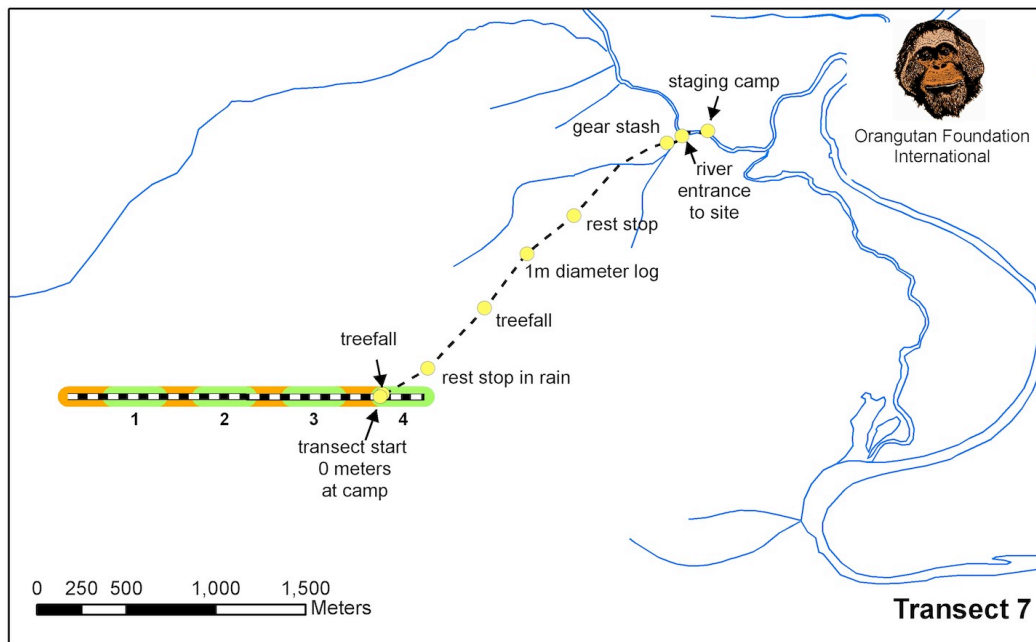 staging camp
gear stash
Orangutan Foundation
International
river
entrance
to site
rest stop
1m diameter log
treefall
treefall
rest stop in rain
1 2 3 4
transect start
0 meters
at camp
0 250 500 1,000 1,500
Meters
Transect 7